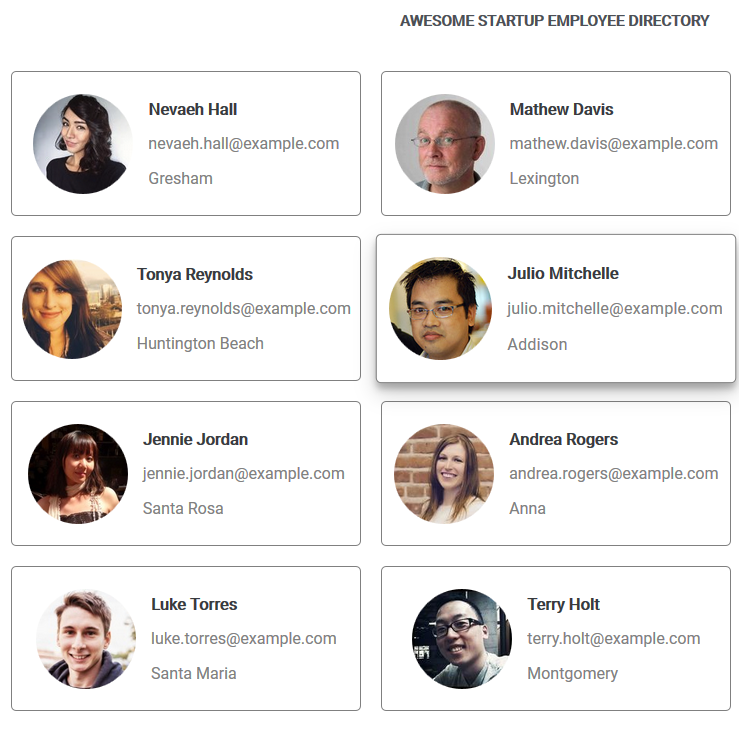 AWESOME STARTUP EMPLOYEE DIRECTORY
Nevaeh Hall
nevaeh.hall@example.com
Gresham
Mathew Davis
mathew.davis@example.com
Lexington
Tonya Reynolds
tonya.reynolds@example.com
Huntington Beach
Julio Mitchelle
julio.mitchelle@example.com
Addison
Jennie Jordan
jennie.jordan@example.com
Santa Rosa
Andrea Rogers
andrea.rogers@example.com
Anna
Luke Torres
luke.torres@example.com
Santa Maria
Terry Holt
terry.holt@example.com
Montgomery